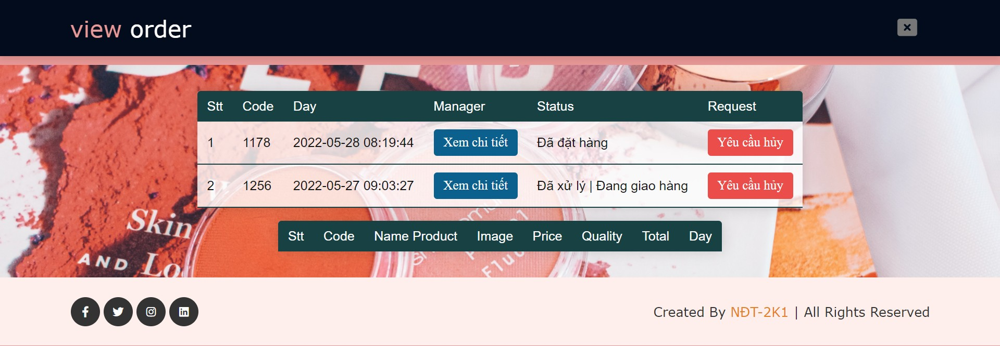 view order
Stt Code Day Manager Status Request
1 1178 2022-05-28 08:19:44 Xem chi tiết Đã đặt hàng Yêu cầu hủy
2 1256 2022-05-27 09:03:27 Xem chi tiết Đã xử lý | Đang giao hàng Yêu cầu hủy
Skin
AND
Stt Code Name Product Image Price Quality Total Day
Created By NĐT-2K1 | All Rights Reserved